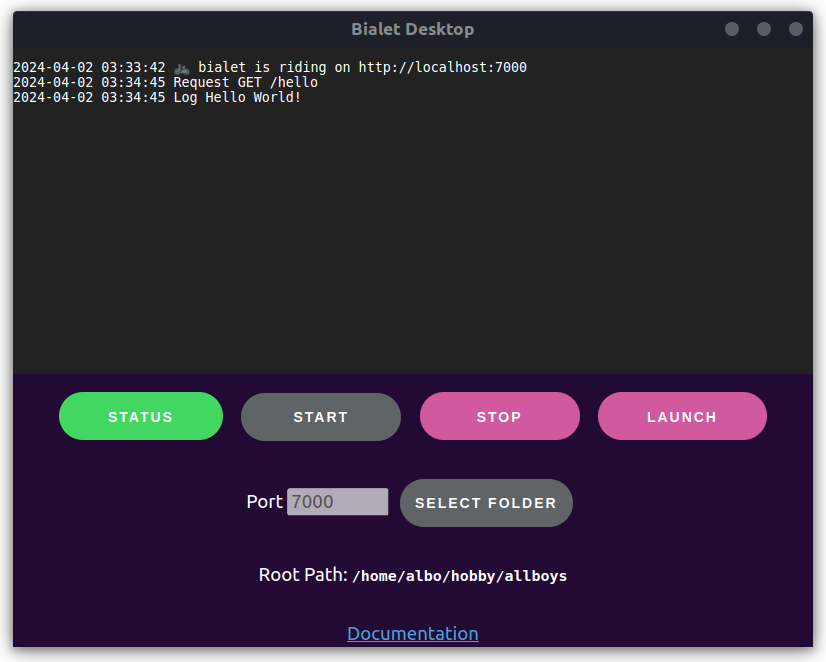 Bialet Desktop
2024-04-02 03:33:42 🚲 bialet is riding on http://localhost:7000
2024-04-02 03:34:45 Request GET /hello
2024-04-02 03:34:45 Log Hello World!
STATUS START STOP LAUNCH
Port 7000 SELECT FOLDER
Root Path: /home/albo/hobby/allboys
Documentation